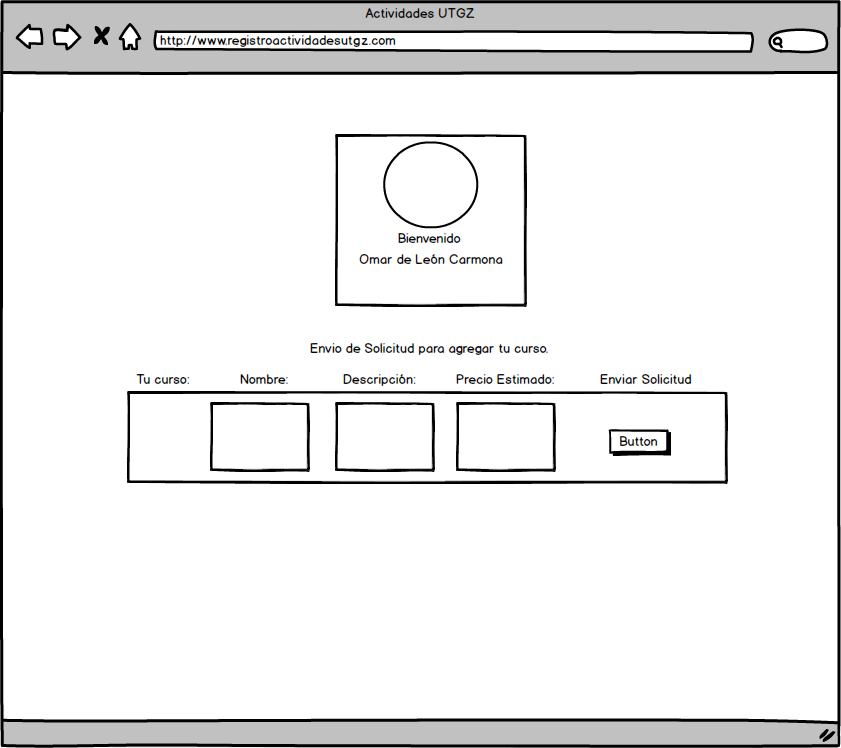 Actividades UTGZ
http://www.registroactividadesutgz.com
Bienvenido
Omar de León Carmona
Envio de Solicitud para agregar tu curso.
Tu curso: Nombre: Descripción: Precio Estimado: Enviar Solicitud
Button